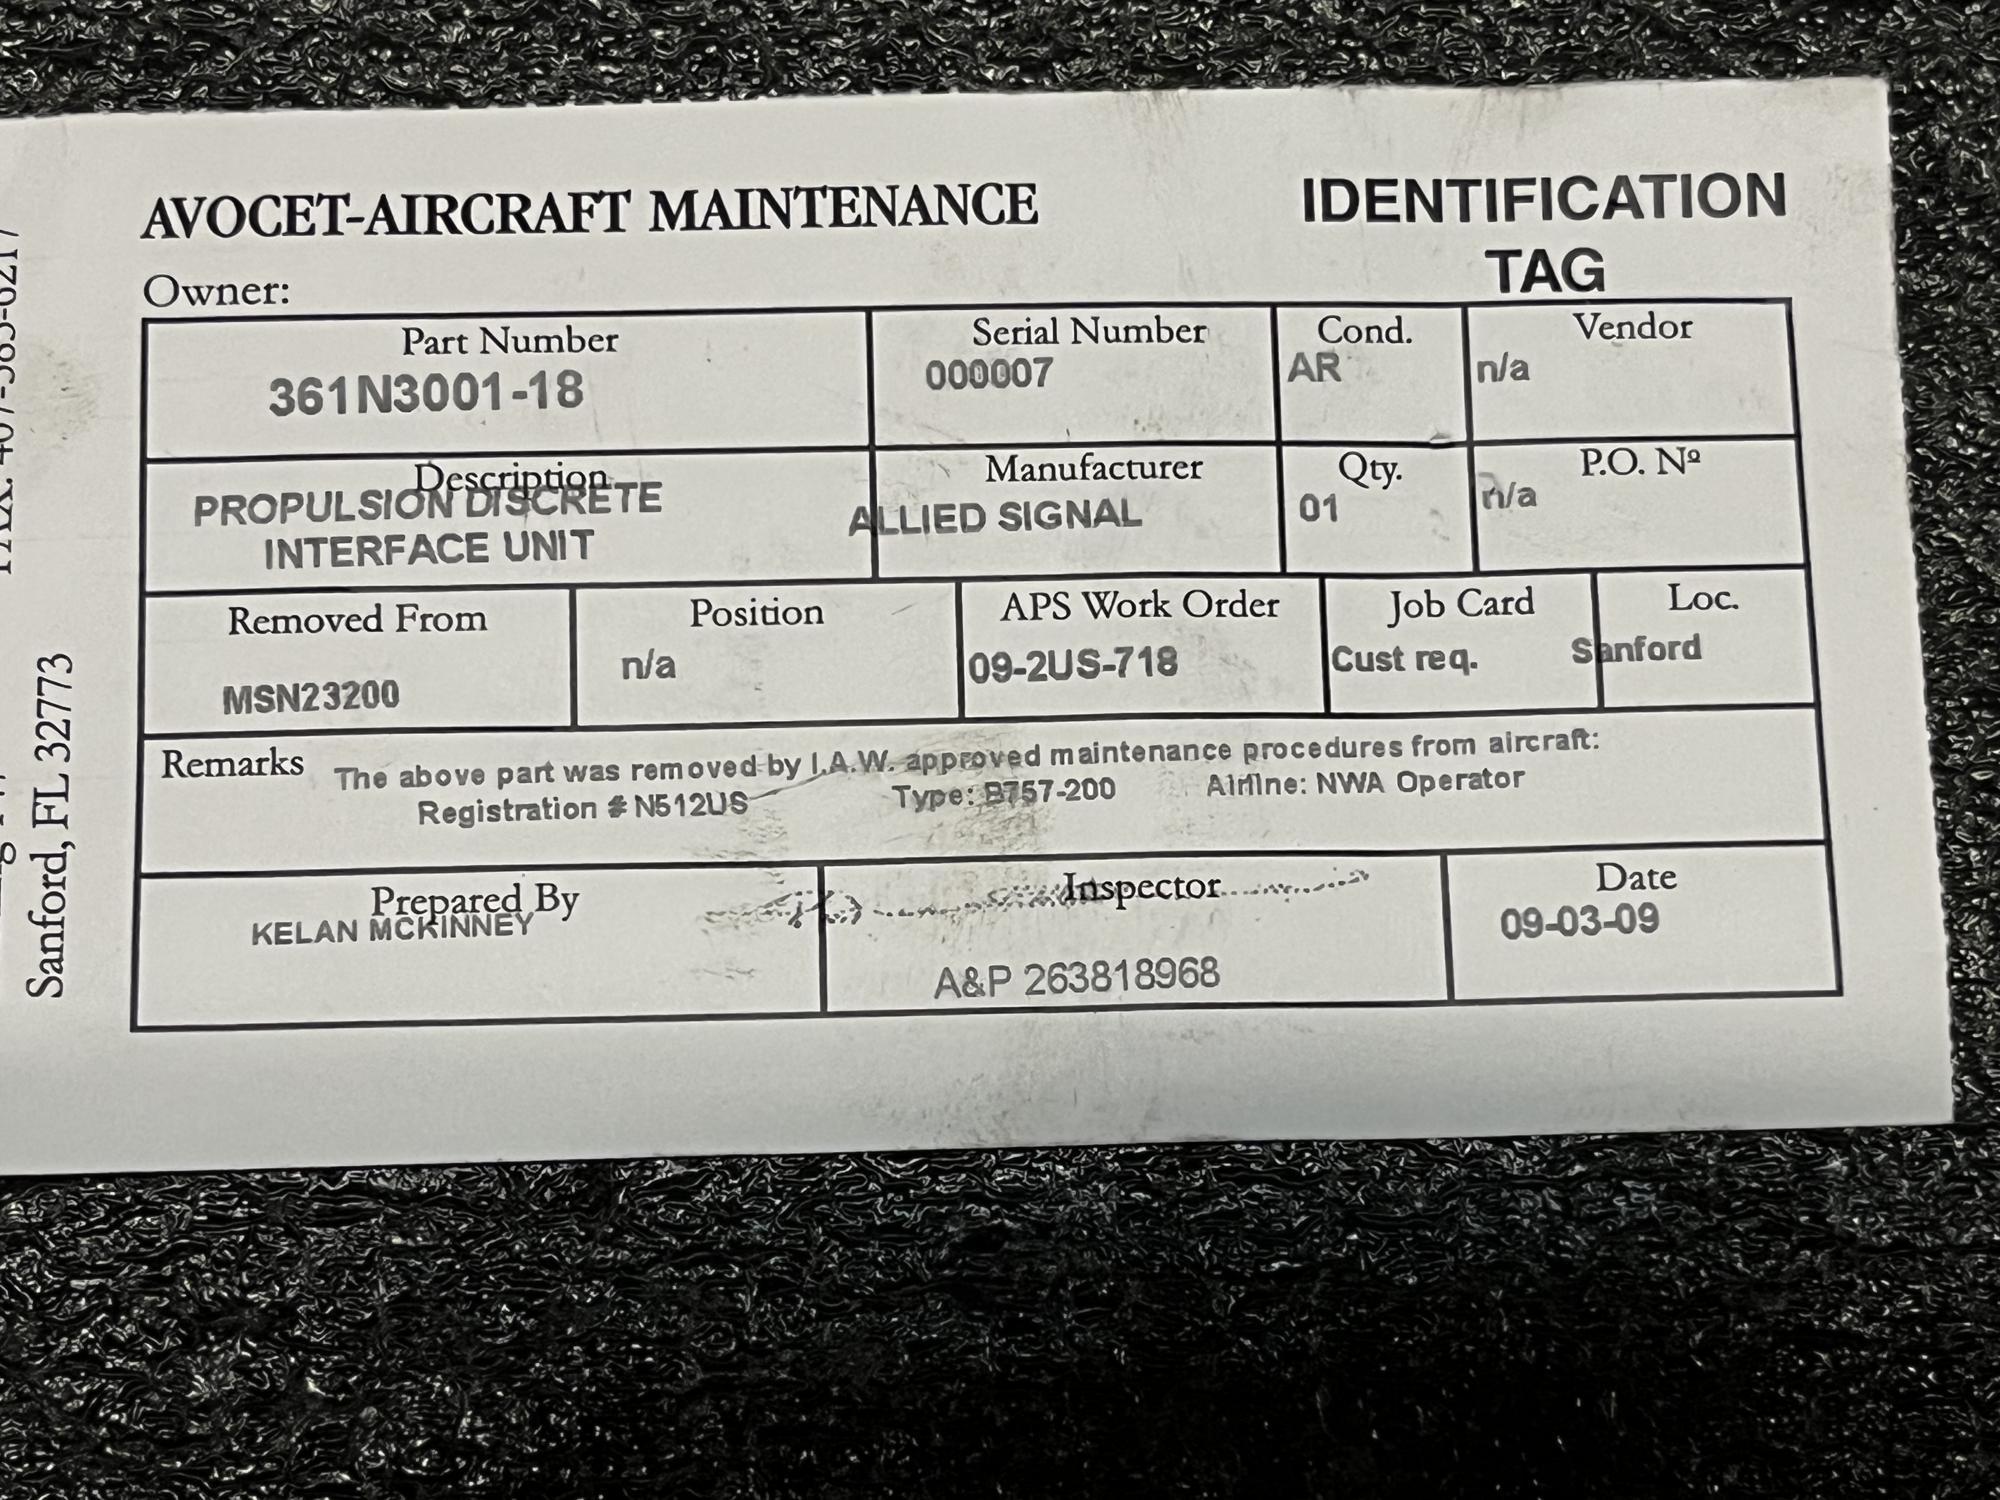 AVOCET-AIRCRAFT MAINTENANCE
IDENTIFICATION
TAG
Owner:
Part Number
361N3001-18
Serial Number
000007
Cond.
AR
Vendor
n/a
Description
PROPULSION DISCRETE
INTERFACE UNIT
Manufacturer
ALLIED SIGNAL
Qty.
01
P.O. Nº
n/a
Removed From
MSN23200
Position
n/a
APS Work Order
09-2US-718
Job Card
Cust req.
Loc.
Sanford
Remarks
The above part was removed by I.A.W. approved maintenance procedures from aircraft:
Registration # N512US Type: B757-200 Airline: NWA Operator
Prepared By
KELAN MCKINNEY
Inspector
A&P 263818968
Date
09-03-09
Sanford, FL 32773